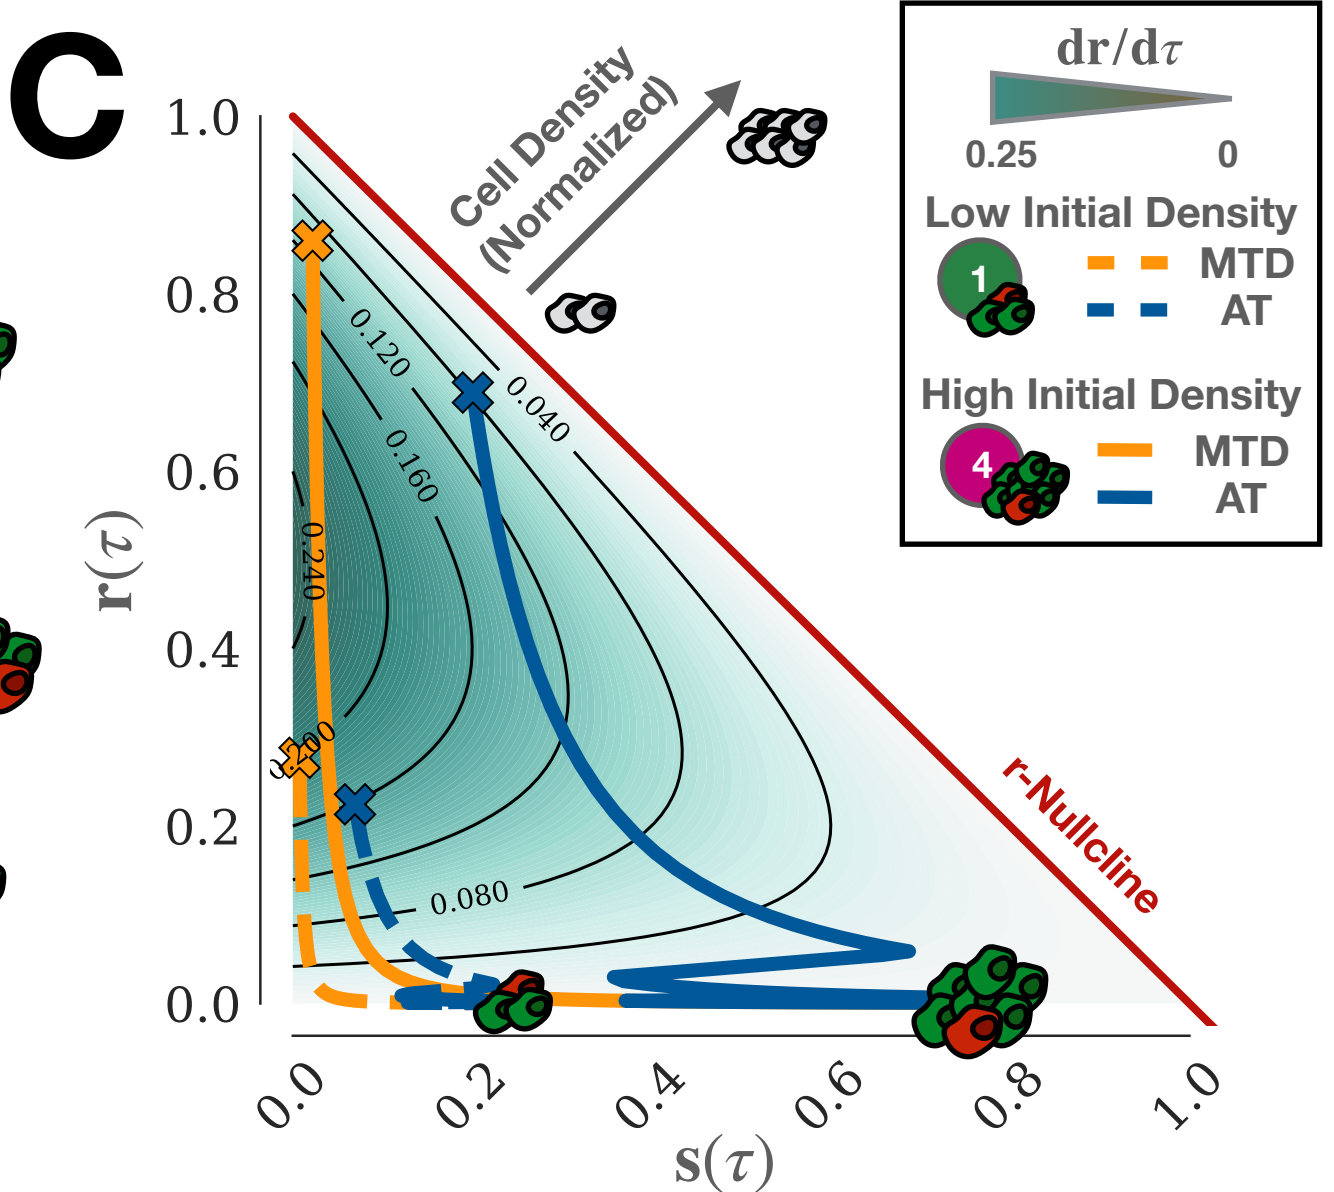 C
1.0
0.8
0.6
0.4
0.2
0.0
r(τ)
0.0
0.2
0.4
0.6
0.8
1.0
s(τ)
Cell Density
(Normalized)
0.040
0.120
0.160
0.240
0.200
0.080
r-Nullcline
dr/dτ
0.25
0
Low Initial Density
1
MTD
AT
High Initial Density
4
MTD
AT